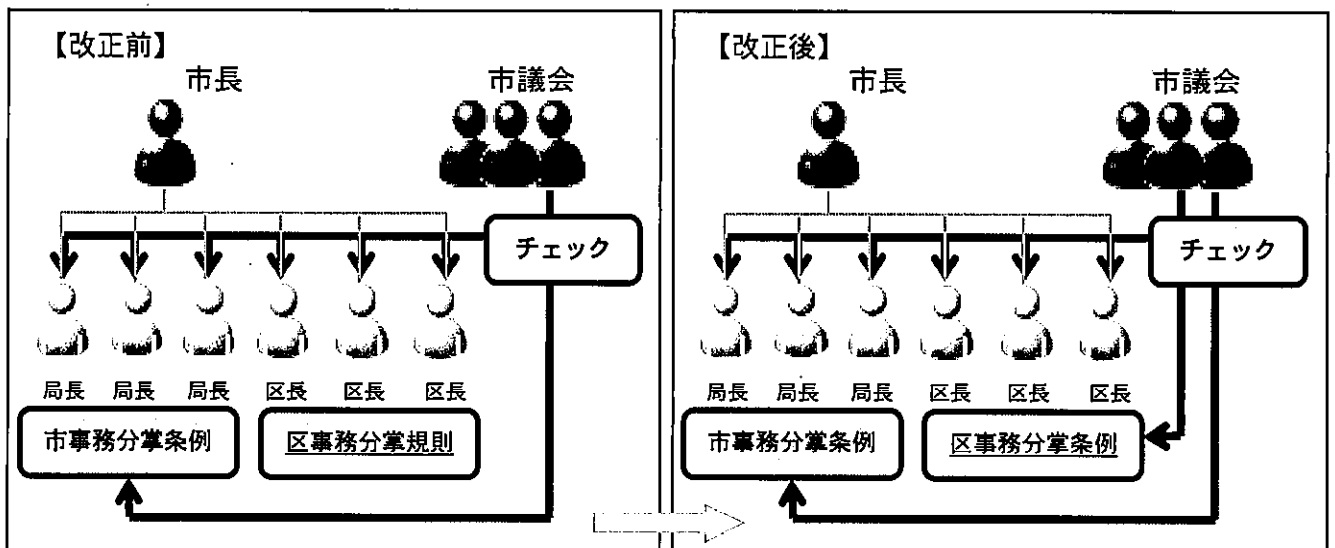 【改正前】
市長
市議会
チェック
局長
局長
局長
区長
区長
区長
市事務分掌条例
区事務分掌規則
【改正後】
市長
市議会
チェック
局長
局長
局長
区長
区長
区長
市事務分掌条例
区事務分掌条例